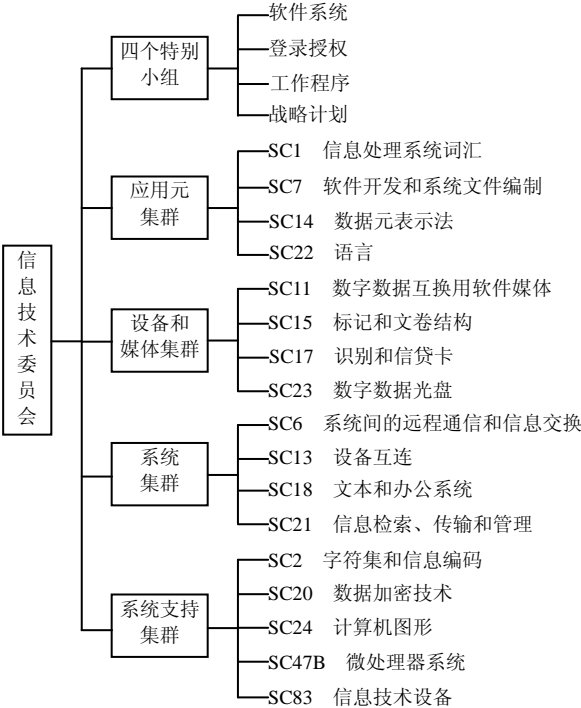 信息技术委员会
四个特别
小组
软件系统
登录授权
工作程序
战略计划
应用元
集群
SC1 信息处理系统词汇
SC7 软件开发和系统文件编制
SC14 数据元表示法
SC22 语言
设备和
媒体集群
SC11 数字数据互换用软件媒体
SC15 标记和文卷结构
SC17 识别和信贷卡
SC23 数字数据光盘
系统
集群
SC6 系统间的远程通信和信息交换
SC13 设备互连
SC18 文本和办公系统
SC21 信息检索、传输和管理
系统支持
集群
SC2 字符集和信息编码
SC20 数据加密技术
SC24 计算机图形
SC47B 微处理器系统
SC83 信息技术设备